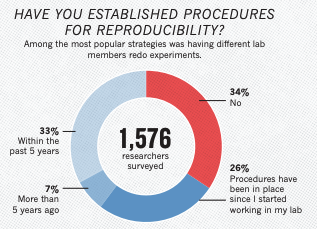 HAVE YOU ESTABLISHED PROCEDURES
FOR REPRODUCIBILITY?
Among the most popular strategies was having different lab
members redo experiments.
34%
No
33%
Within the
past 5 years
1,576
researchers
surveyed
26%
Procedures have
been in place
since I started
working in my lab
7%
More than
5 years ago